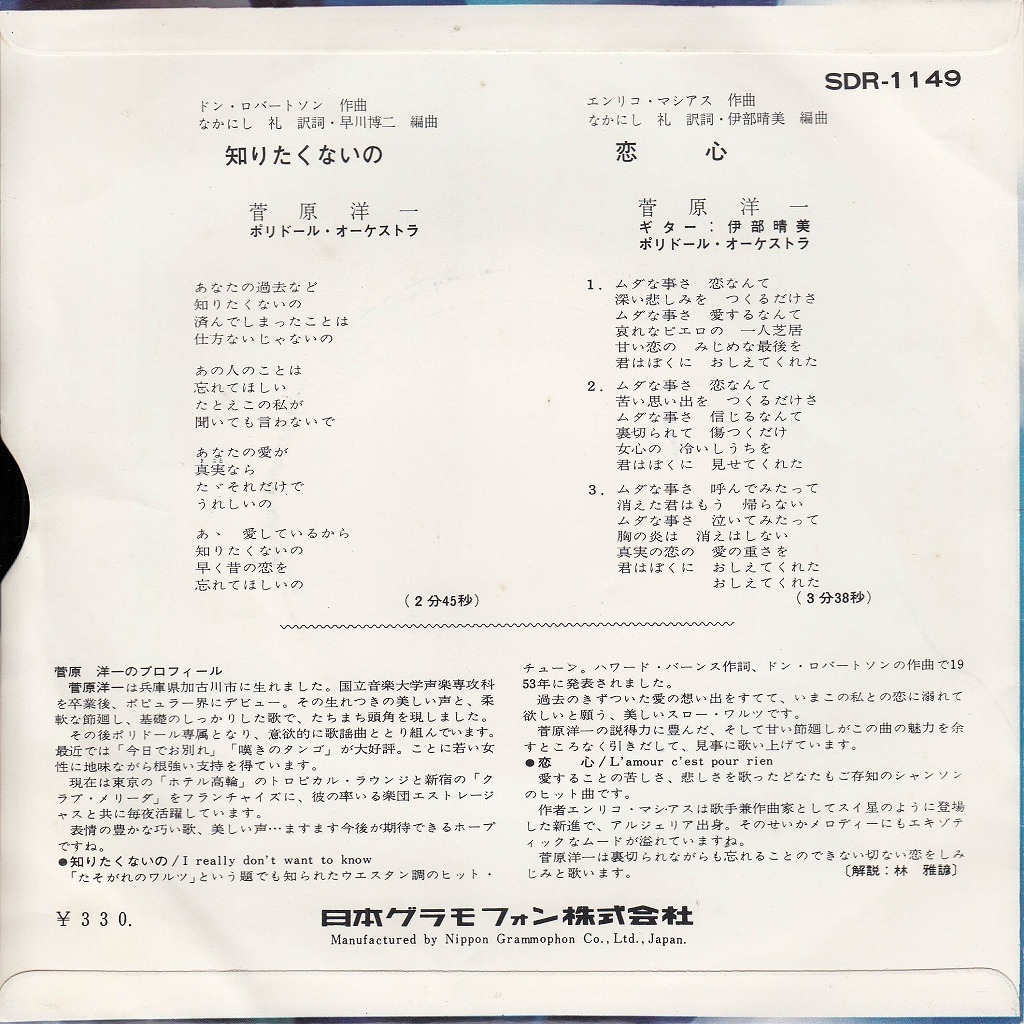 SDR-1149
ドン・ロバートソン 作曲
なかにし 礼 訳詞・早川博二 編曲
知りたくないの
菅原洋一
ポリドール・オーケストラ
あなたの過去など
知りたくないの
済んでしまったことは
仕方ないじゃないの
あの人のことは
忘れてほしい
たとえこの私が
聞いても言わないで
あなたの愛が
真実なら
たゞそれだけで
うれしいの
あゝ 愛しているから
知りたくないの
早く昔の恋を
忘れてほしいの
(2分45秒)
エンリコ・マシアス 作曲
なかにし 礼 訳詞・伊部晴美 編曲
恋 心
菅原洋一
ギター:伊部晴美
ポリドール・オーケストラ
1. ムダな事さ 恋なんて
深い悲しみを つくるだけさ
ムダな事さ 愛するなんて
哀れなピエロの 一人芝居
甘い恋の みじめな最後を
君はぼくに おしえてくれた
2. ムダな事さ 恋なんて
苦い思い出を つくるだけさ
ムダな事さ 信じるなんて
裏切られて 傷つくだけ
女心の 冷いしうちを
君はぼくに 見せてくれた
3. ムダな事さ 呼んでみたって
消えた君はもう 帰らない
ムダな事さ 泣いてみたって
胸の炎は 消えはしない
真実の恋の 愛の重さを
君はぼくに おしえてくれた
おしえてくれた
(3分38秒)
菅原 洋一のプロフィール
菅原洋一は兵庫県加古川市に生れました。国立音楽大学声楽専攻科
を卒業後、ポピュラー界にデビュー。その生れつきの美しい声と、柔
軟な節廻し、基礎のしっかりした歌で、たちまち頭角を現しました。
その後ポリドール専属となり、意欲的に歌謡曲ととり組んでいます。
最近では「今日でお別れ」「嘆きのタンゴ」が大好評。ことに若い女
性に地味ながら根強い支持を得ています。
現在は東京の「ホテル高輪」のトロピカル・ラウンジと新宿の「ク
ラブ・メリーダ」をフランチャイズに、彼の率いる楽団エストレージ
ャスと共に毎夜活躍しています。
表情の豊かな巧い歌、美しい声…ますます今後が期待できるホープ
ですね。
●知りたくないの/I really don't want to know
「たそがれのワルツ」という題でも知られたウエスタン調のヒット・
チューン。ハワード・バーンス作詞、ドン・ロバートソンの作曲で19
53年に発表されました。
過去のきずついた愛の想い出をすてて、いまこの私との恋に溺れて
欲しいと願う、美しいスロー・ワルツです。
菅原洋一の説得力に豊んだ、そして甘い節廻しがこの曲の魅力を余
すところなく引きだして、見事に歌い上げています。
●恋 心/L'amour c'est pour rien
愛することの苦しさ、悲しさを歌ったどなたもご存知のシャンソン
のヒット曲です。
作者エンリコ・マシアスは歌手兼作曲家としてスイ星のように登場
した新進で、アルジェリア出身。そのせいかメロディーにもエキゾテ
ィックなムードが溢れていますね。
菅原洋一は裏切られながらも忘れることのできない切ない恋をしみ
じみと歌います。 〔解説:林 雅諺〕
¥330.
日本グラモフォン株式会社
Manufactured by Nippon Grammophon Co., Ltd., Japan.